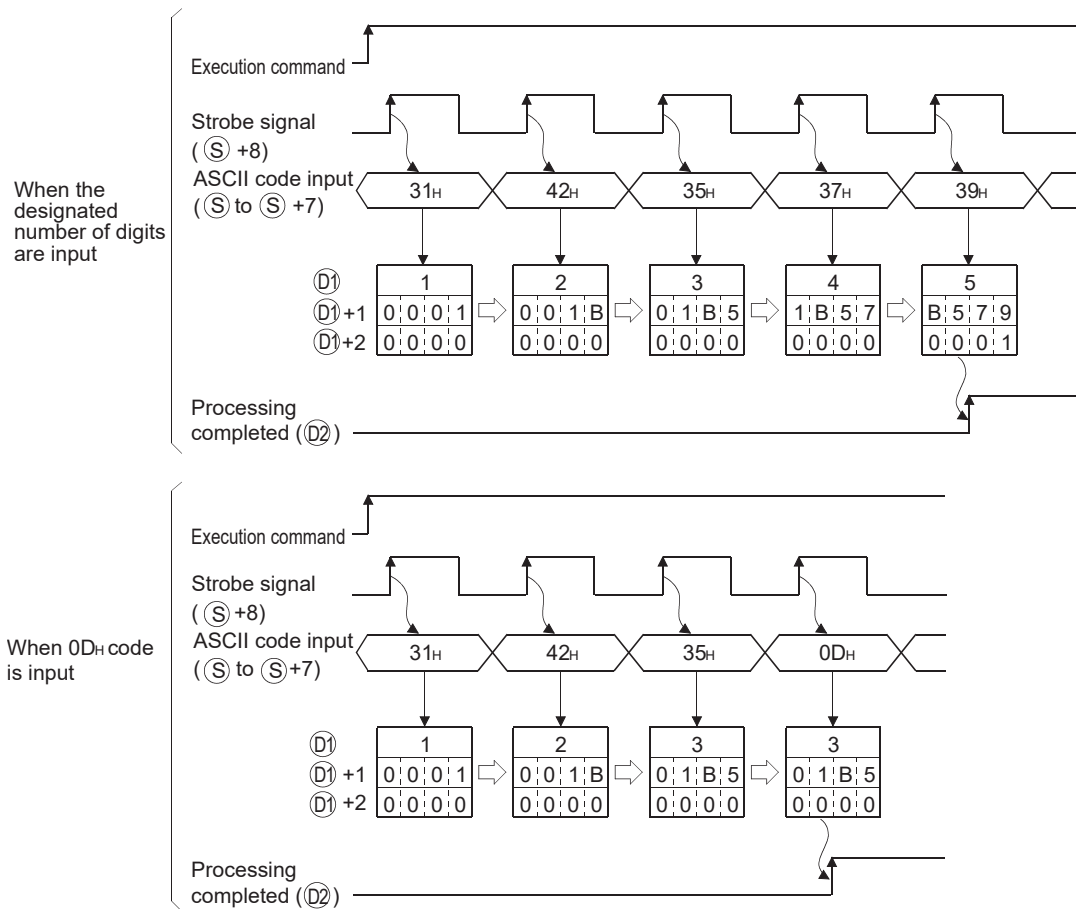 When the
designated
number of digits
are input
Execution command
Strobe signal
(Ⓢ +8)
ASCII code input
(Ⓢ to Ⓢ +7)
31H 42H 35H 37H 39H
(D1) 1 2 3 4 5
(D1)+1 0 0 0 1 0 0 1 B 0 1 B 5 1 B 5 7 B 5 7 9
(D1)+2 0 0 0 0 0 0 0 0 0 0 0 0 0 0 0 0 0 0 0 1
Processing
completed ((D2))
When 0DH code
is input
Execution command
Strobe signal
(Ⓢ +8)
ASCII code input
(Ⓢ to Ⓢ +7)
31H 42H 35H 0DH
(D1) 1 2 3 3
(D1) +1 0 0 0 1 0 0 1 B 0 1 B 5 0 1 B 5
(D1) +2 0 0 0 0 0 0 0 0 0 0 0 0 0 0 0 0
Processing
completed ((D2))